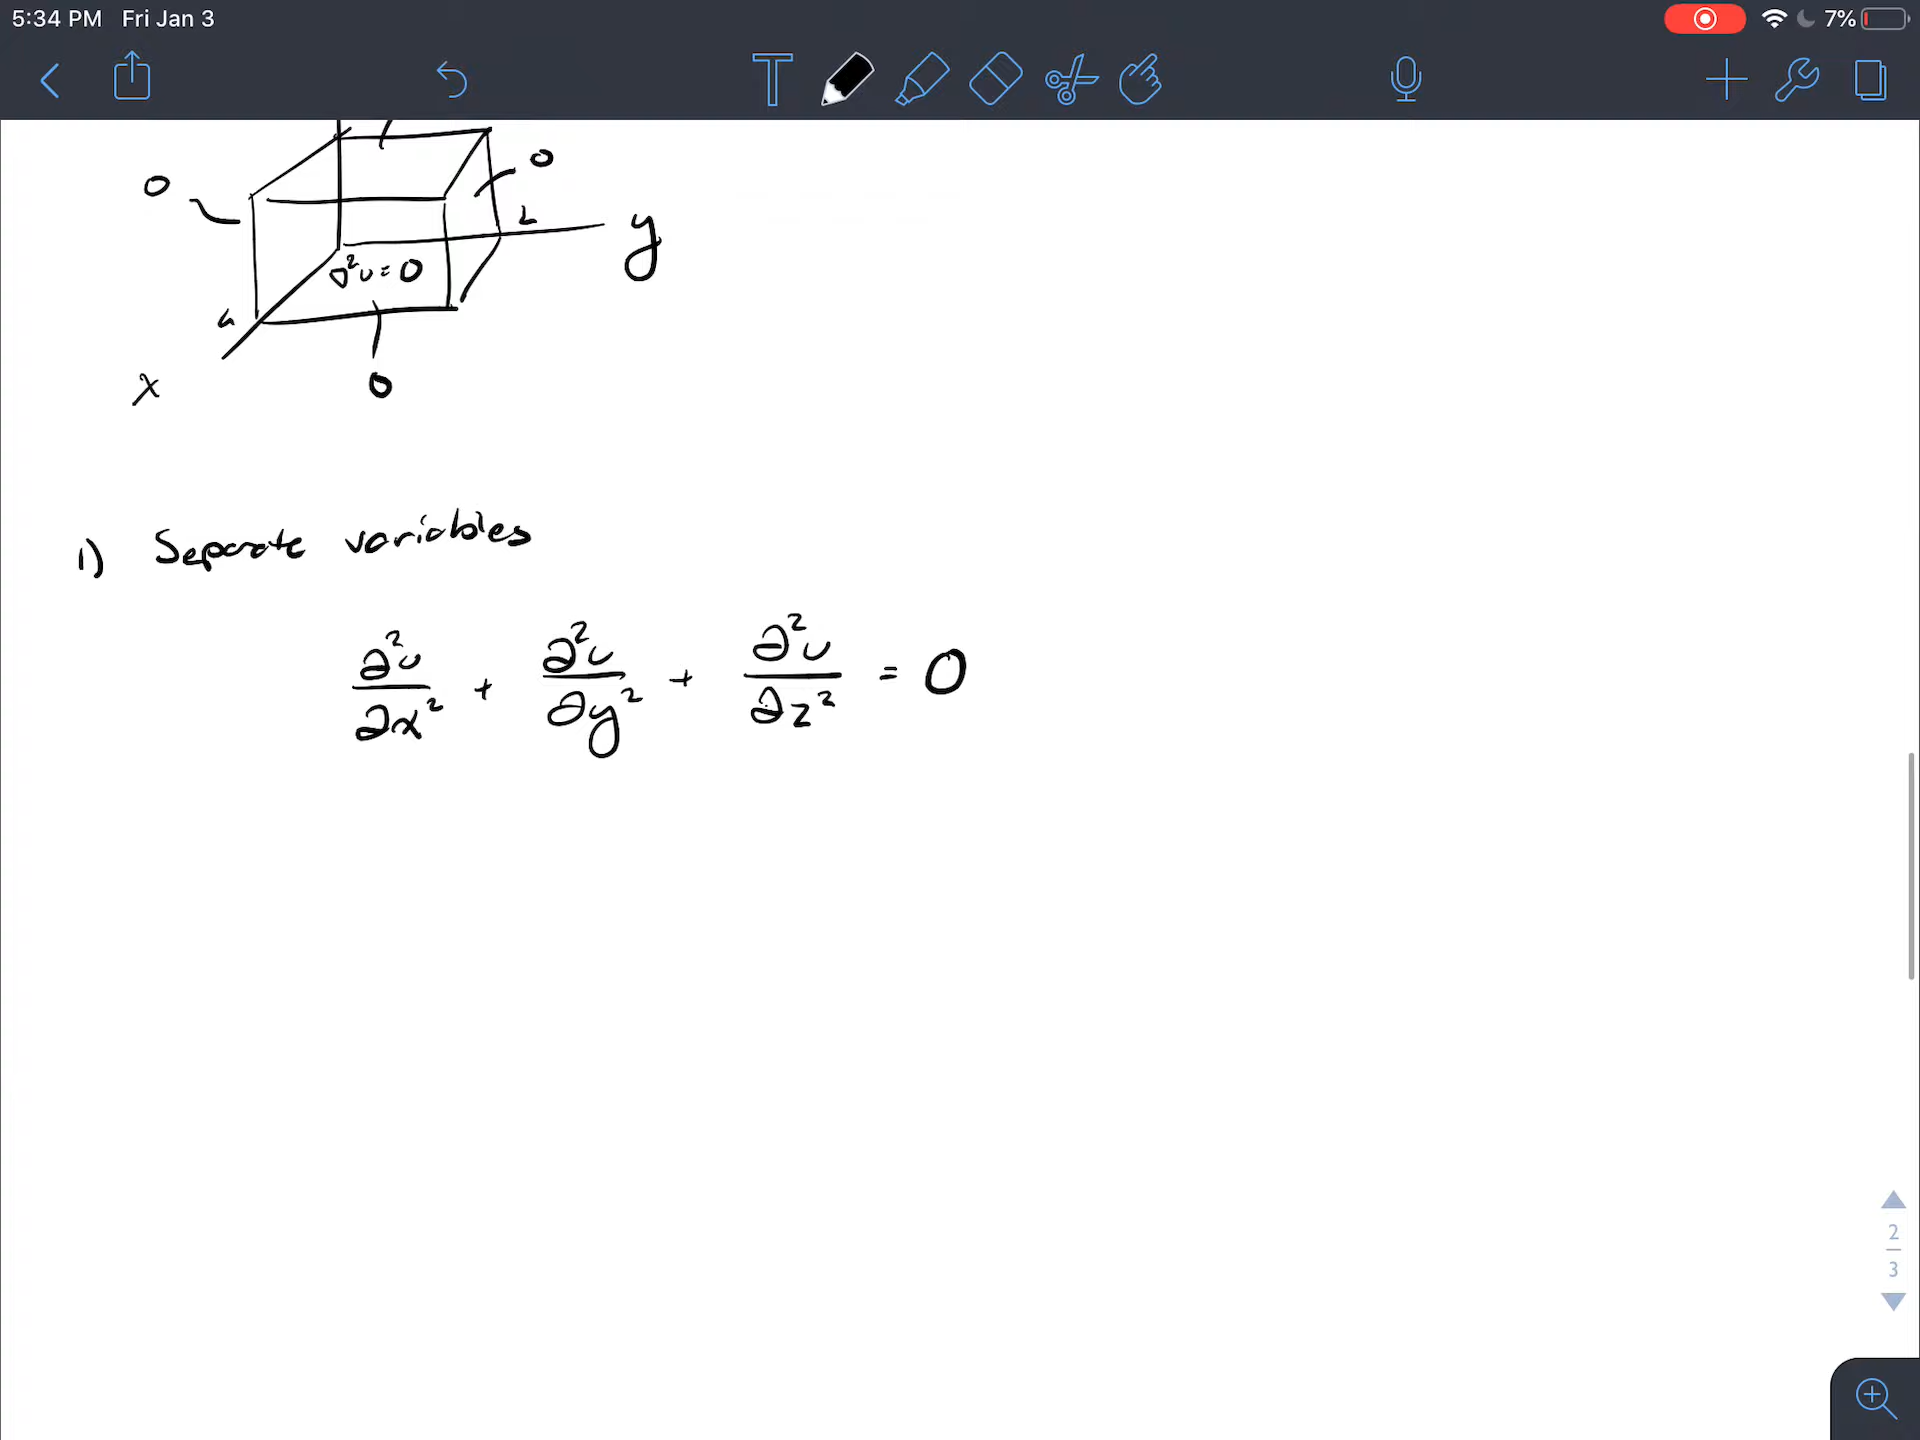 5:34 PM Fri Jan 3
7%
T
0
0
L
y
∇²u=0
a
0
x
1) Separate variables
∂²u/∂x² + ∂²u/∂y² + ∂²u/∂z² = 0
2
3